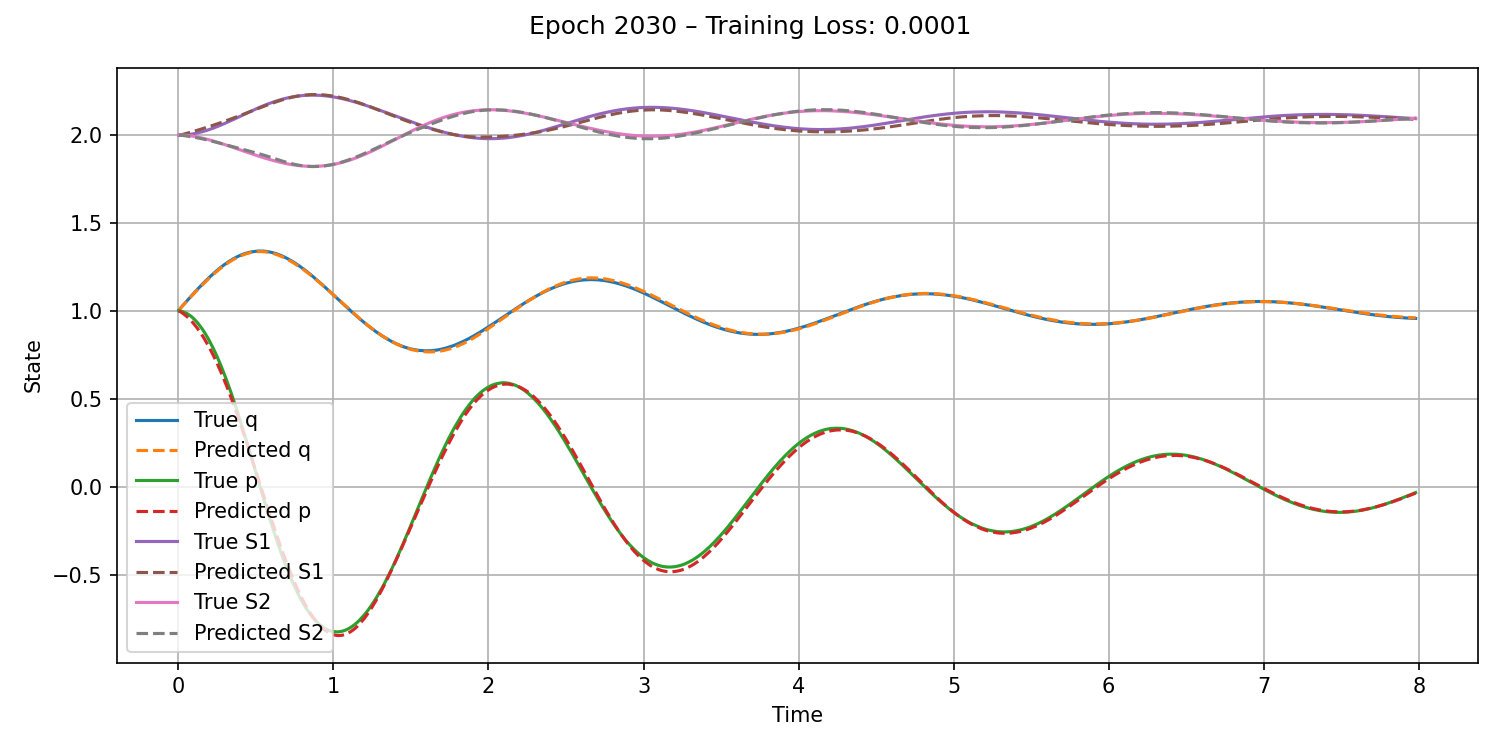 Epoch 2030 – Training Loss: 0.0001
State
2.0
1.5
1.0
0.5
0.0
−0.5
True q
Predicted q
True p
Predicted p
True S1
Predicted S1
True S2
Predicted S2
0 1 2 3 4 5 6 7 8
Time